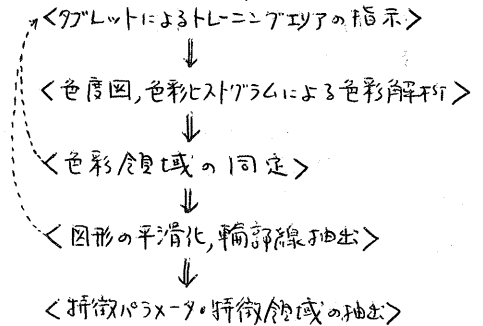 <タブレットによるトレーニングエリアの指示>
<色度図,色彩ヒストグラムによる色彩解析>
<色彩領域の同定>
<図形の平滑化,輪郭線抽出>
<特徴パラメータ・特徴領域の抽出>